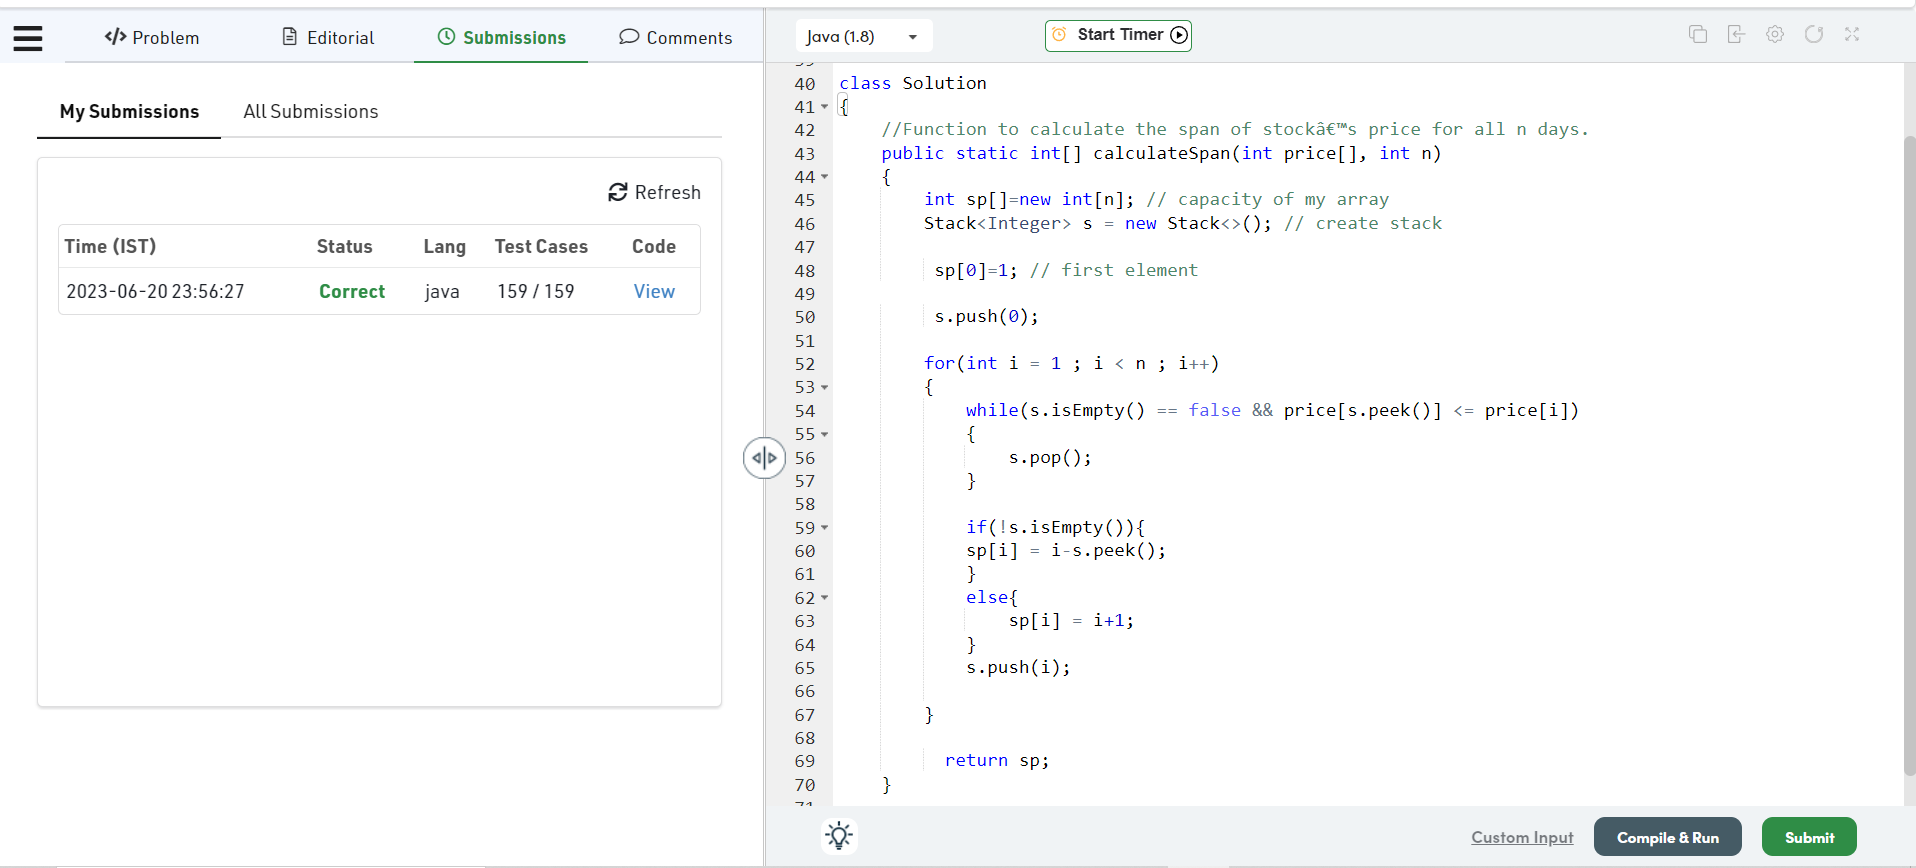 </> Problem
Editorial
Submissions
Comments
My Submissions
All Submissions
Refresh
Time (IST) Status Lang Test Cases Code
2023-06-20 23:56:27 Correct java 159 / 159 View
Java (1.8)
Start Timer
39
40 class Solution
41 {
42 //Function to calculate the span of stockâ€™s price for all n days.
43 public static int[] calculateSpan(int price[], int n)
44 {
45 int sp[]=new int[n]; // capacity of my array
46 Stack<Integer> s = new Stack<>(); // create stack
47
48 sp[0]=1; // first element
49
50 s.push(0);
51
52 for(int i = 1 ; i < n ; i++)
53 {
54 while(s.isEmpty() == false && price[s.peek()] <= price[i])
55 {
56 s.pop();
57 }
58
59 if(!s.isEmpty()){
60 sp[i] = i-s.peek();
61 }
62 else{
63 sp[i] = i+1;
64 }
65 s.push(i);
66
67 }
68
69 return sp;
70 }
71
Custom Input
Compile & Run
Submit